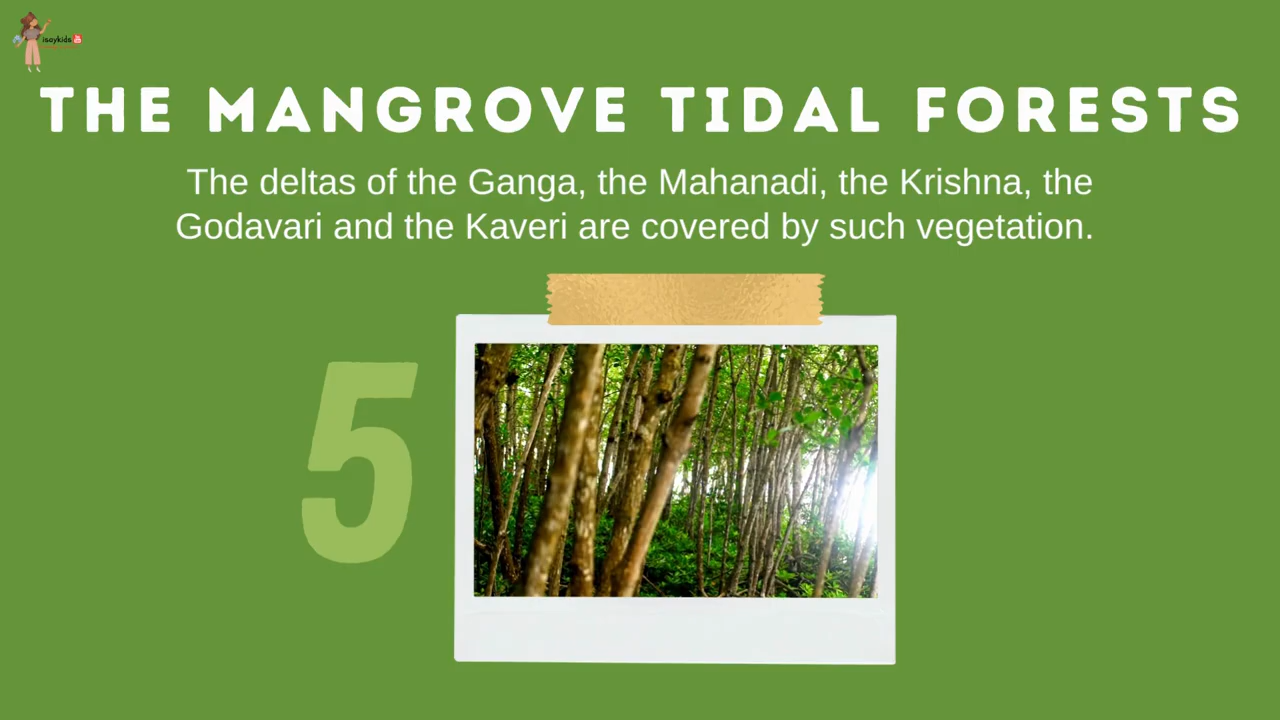 isaykids
THE MANGROVE TIDAL FORESTS
The deltas of the Ganga, the Mahanadi, the Krishna, the
Godavari and the Kaveri are covered by such vegetation.
5